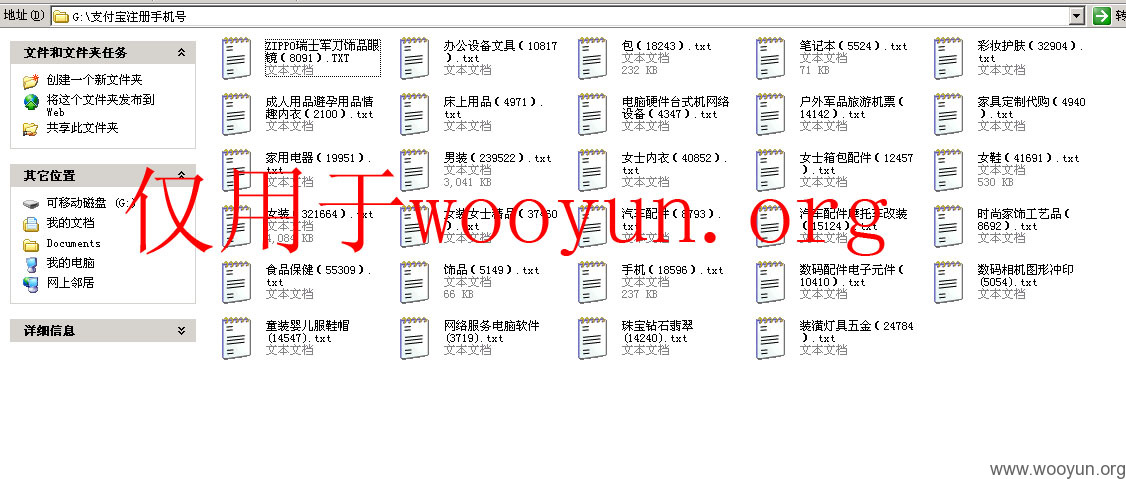 地址(D) G:\支付宝注册手机号 转
文件和文件夹任务
创建一个新文件夹
将这个文件夹发布到
Web
共享此文件夹
其它位置
可移动磁盘 (G:)
我的文档
Documents
我的电脑
网上邻居
详细信息
ZIPPO瑞士军刀饰品眼
镜(8091).TXT
文本文档
办公设备文具(10817
).txt
文本文档
包(18243).txt
文本文档
232 KB
笔记本(5524).txt
文本文档
71 KB
彩妆护肤(32904).
txt
文本文档
成人用品避孕用品情
趣内衣(2100).txt
文本文档
床上用品(4971).
txt
文本文档
电脑硬件台式机网络
设备(4347).txt
文本文档
户外军品旅游机票(
14142).txt
文本文档
家具定制代购(4940
).txt
文本文档
家用电器(19951).
txt
文本文档
男装(239522).txt
文本文档
3,041 KB
女士内衣(40852).
txt
文本文档
女士箱包配件(12457
).txt
文本文档
女鞋(41691).txt
文本文档
530 KB
女装(321664).txt
文本文档
4,084 KB
女装女士精品(37460
).txt
文本文档
汽车配件(8793).
txt
文本文档
汽车配件摩托车改装
(15124).txt
文本文档
时尚家饰工艺品(
8692).txt
文本文档
食品保健(55309).
txt
文本文档
饰品(5149).txt
文本文档
66 KB
手机(18596).txt
文本文档
237 KB
数码配件电子元件(
10410).txt
文本文档
数码相机图形冲印
(5054).txt
文本文档
童装婴儿服鞋帽
(14547).txt
文本文档
网络服务电脑软件
(3719).txt
文本文档
珠宝钻石翡翠
(14240).txt
文本文档
装潢灯具五金(24784
).txt
文本文档
仅用于wooyun.org
www.wooyun.org